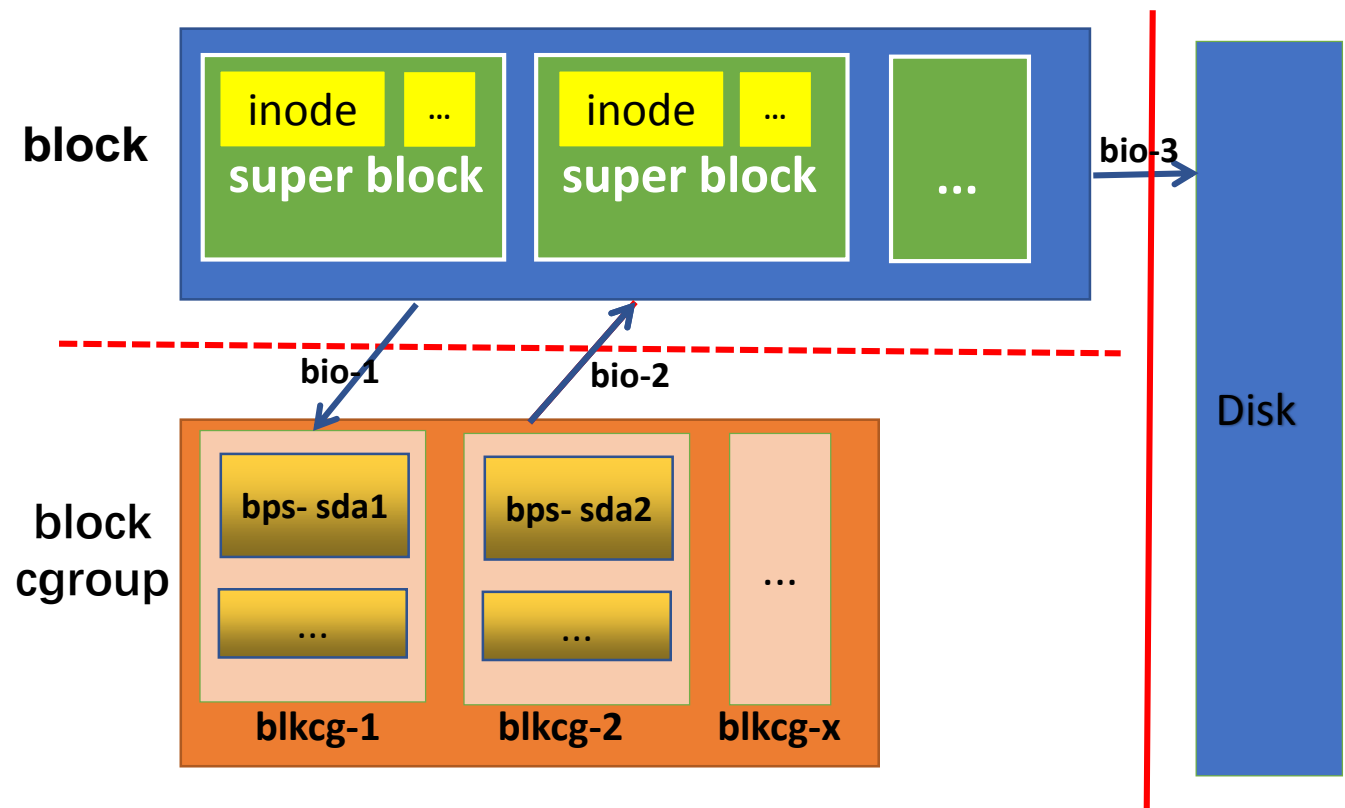 block
inode
...
super block
inode
...
super block
...
bio-3
Disk
bio-1
bio-2
block
cgroup
bps- sda1
...
blkcg-1
bps- sda2
...
blkcg-2
...
blkcg-x